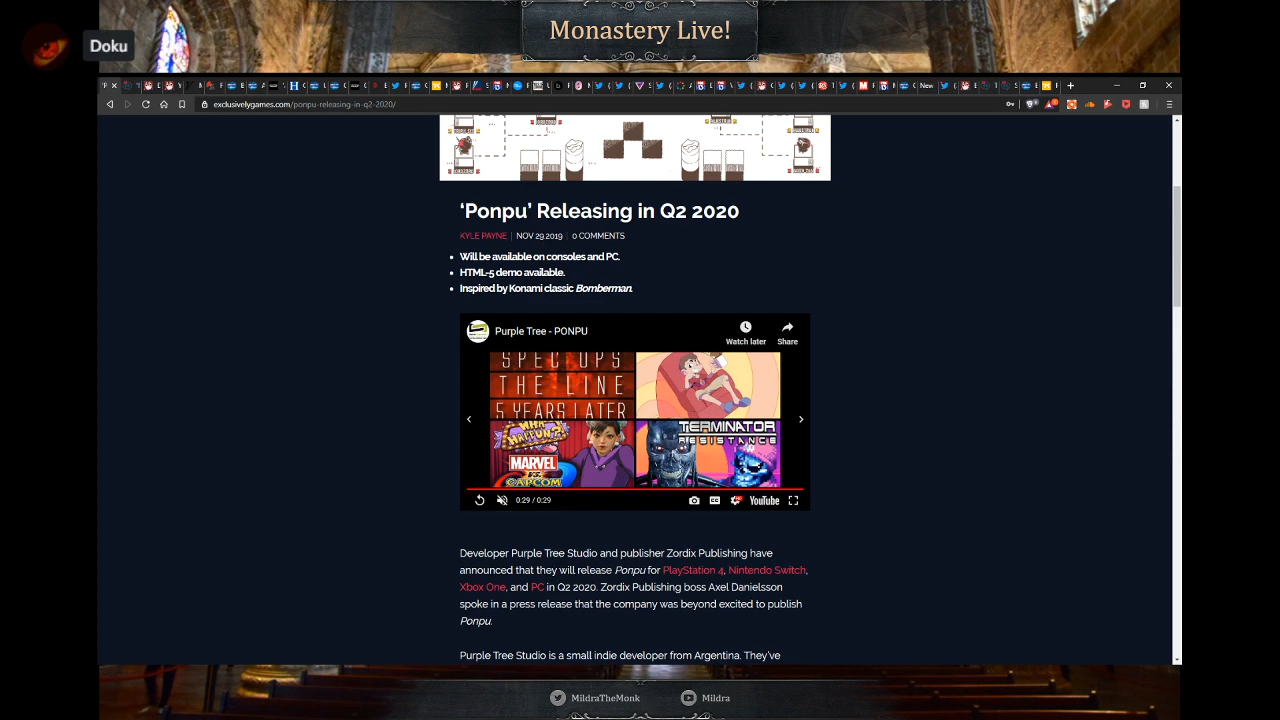 Monastery Live!
Doku
exclusivelygames.com/ponpu-releasing-in-q2-2020/
‘Ponpu’ Releasing in Q2 2020
KYLE PAYNE | NOV 29 2019 | 0 COMMENTS
Will be available on consoles and PC.
HTML-5 demo available.
Inspired by Konami classic Bomberman.
Purple Tree - PONPU
Watch later
Share
SPEC OPS
THE LINE
5 YEARS LATER
WHA HAPPUN?
MARVEL
VS
CAPCOM
TERMINATOR
RESISTANCE
0:29 / 0:29
CC
YouTube
Developer Purple Tree Studio and publisher Zordix Publishing have
announced that they will release Ponpu for PlayStation 4, Nintendo Switch,
Xbox One, and PC in Q2 2020. Zordix Publishing boss Axel Danielsson
spoke in a press release that the company was beyond excited to publish
Ponpu.
Purple Tree Studio is a small indie developer from Argentina. They’ve
MildraTheMonk
Mildra